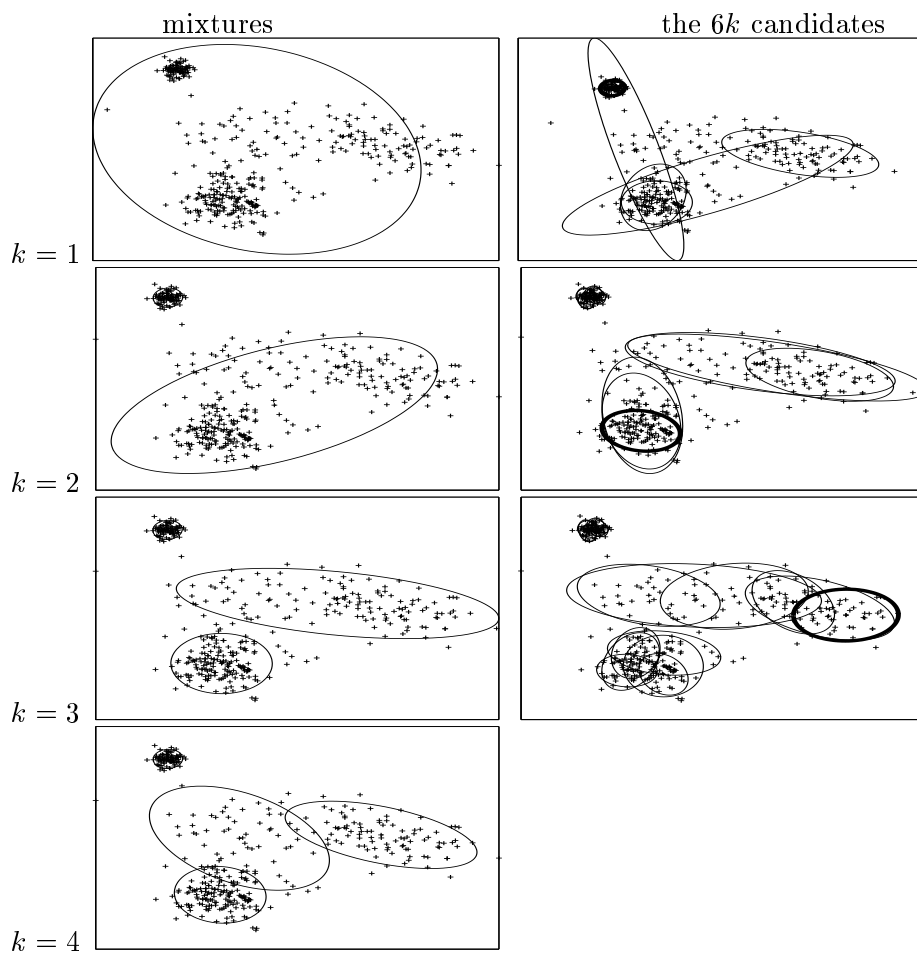 mixtures the 6k candidates
k = 1
k = 2
k = 3
k = 4